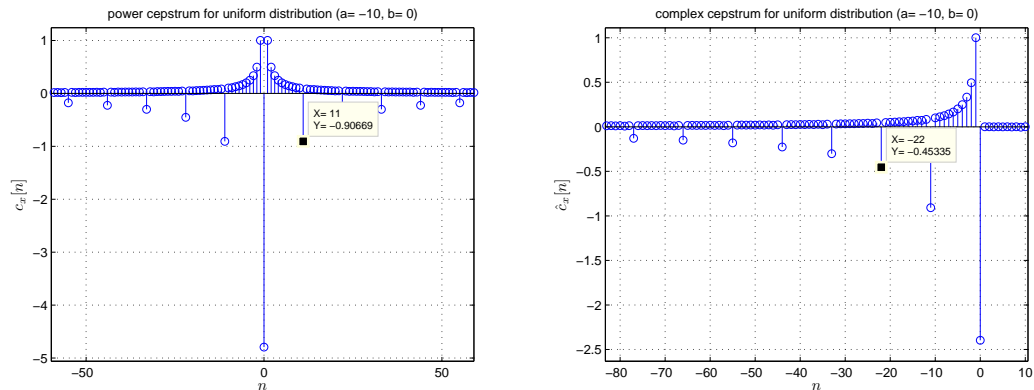 power cepstrum for uniform distribution (a= −10, b= 0)
1
0
−1
−2
−3
−4
−5
−50
0
50
X= 11
Y= −0.90669
c_x[n]
n
complex cepstrum for uniform distribution (a= −10, b= 0)
1
0.5
0
−0.5
−1
−1.5
−2
−2.5
−80
−70
−60
−50
−40
−30
−20
−10
0
10
X= −22
Y= −0.45335
ĉ_x[n]
n